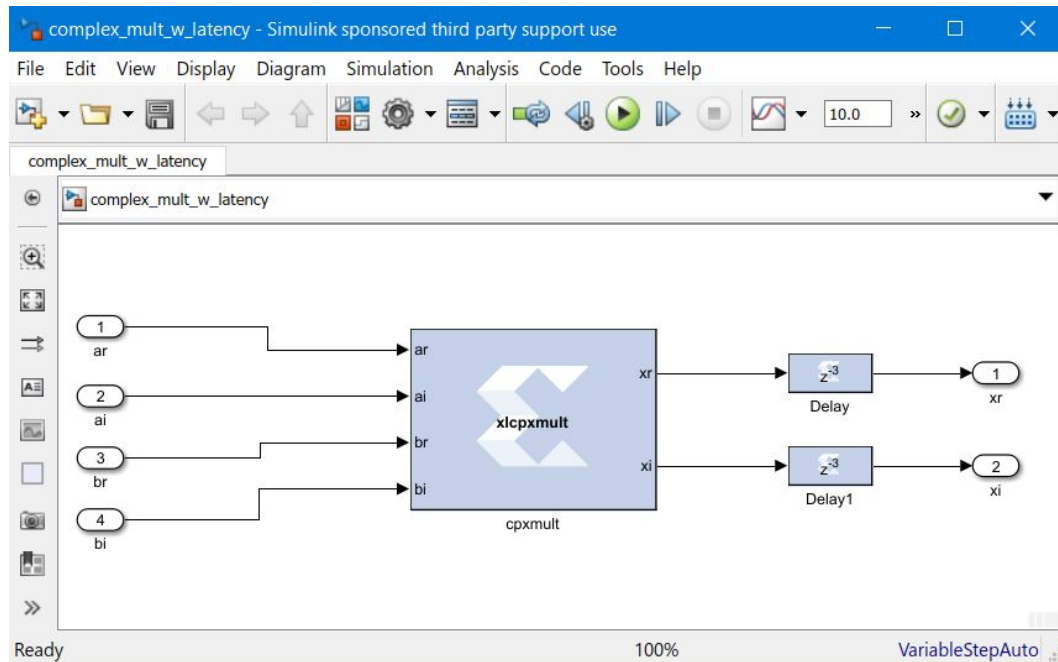 complex_mult_w_latency - Simulink sponsored third party support use
File Edit View Display Diagram Simulation Analysis Code Tools Help
10.0 »
complex_mult_w_latency
complex_mult_w_latency
1
ar
2
ai
3
br
4
bi
ar
ai
br
bi
xlcpxmult
xr
xi
cpxmult
z-3
Delay
z-3
Delay1
1
xr
2
xi
Ready 100% VariableStepAuto